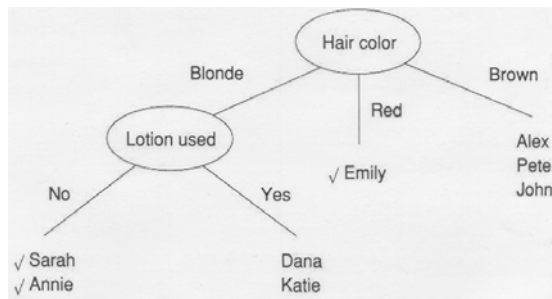 Hair color
Blonde
Red
Brown
Lotion used
No
Yes
√ Emily
Alex
Pete
John
√ Sarah
√ Annie
Dana
Katie